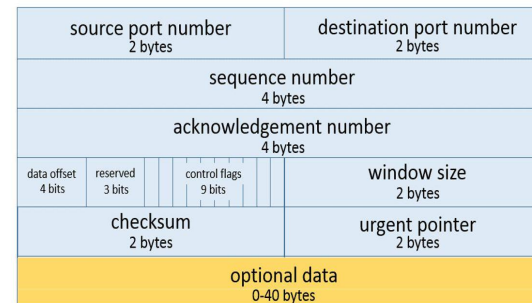 source port number
2 bytes
destination port number
2 bytes
sequence number
4 bytes
acknowledgement number
4 bytes
data offset
4 bits
reserved
3 bits
control flags
9 bits
window size
2 bytes
checksum
2 bytes
urgent pointer
2 bytes
optional data
0-40 bytes